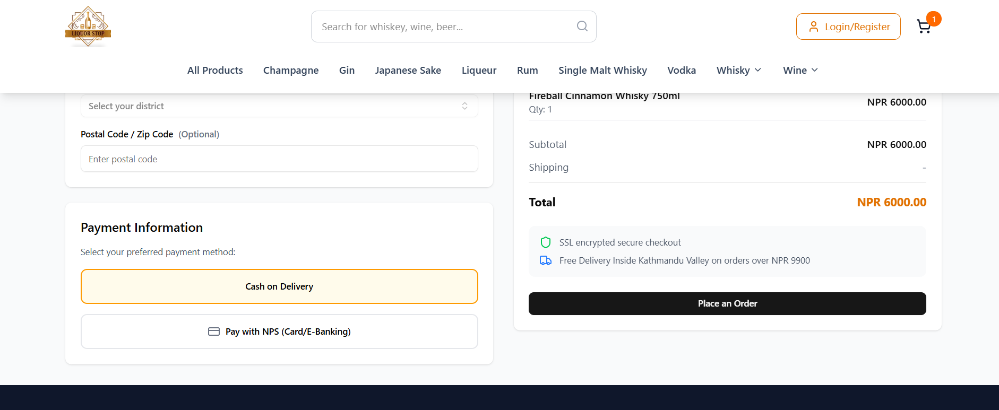 LIQUOR STOP
Search for whiskey, wine, beer...
Login/Register
1
All Products
Champagne
Gin
Japanese Sake
Liqueur
Rum
Single Malt Whisky
Vodka
Whisky
Wine
Select your district
Postal Code / Zip Code (Optional)
Enter postal code
Payment Information
Select your preferred payment method:
Cash on Delivery
Pay with NPS (Card/E-Banking)
Fireball Cinnamon Whisky 750ml
NPR 6000.00
Qty: 1
Subtotal NPR 6000.00
Shipping -
Total NPR 6000.00
SSL encrypted secure checkout
Free Delivery Inside Kathmandu Valley on orders over NPR 9900
Place an Order